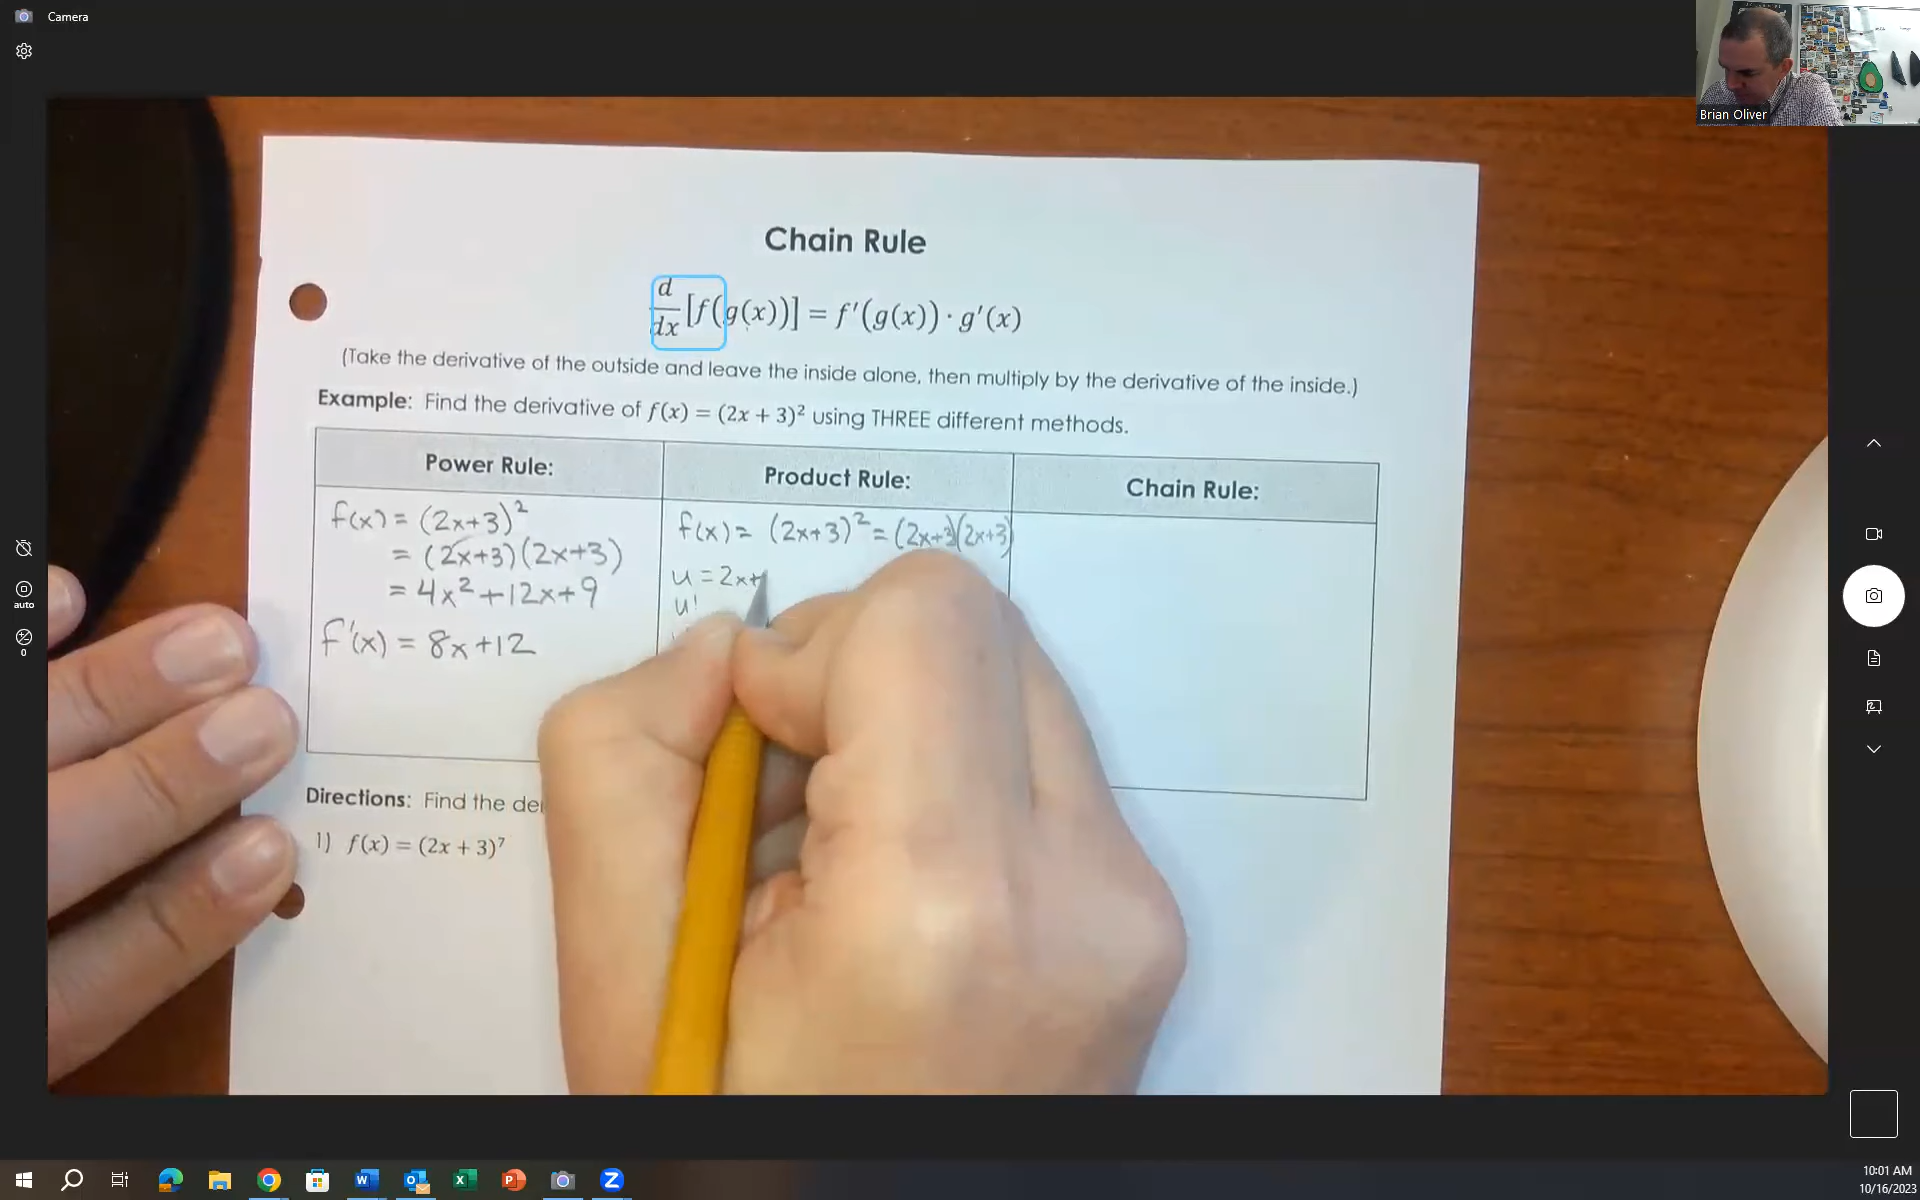 Camera
Brian Oliver
Chain Rule
d/dx [f(g(x))] = f'(g(x)) · g'(x)
(Take the derivative of the outside and leave the inside alone, then multiply by the derivative of the inside.)
Example: Find the derivative of f(x) = (2x + 3)² using THREE different methods.
Power Rule:
f(x) = (2x+3)²
= (2x+3)(2x+3)
= 4x²+12x+9
f'(x) = 8x+12
Product Rule:
f(x) = (2x+3)² = (2x+3)(2x+3)
u = 2x+
u'
Chain Rule:
Directions: Find the
1) f(x) = (2x + 3)⁷
auto
0
10:01 AM
10/16/2023